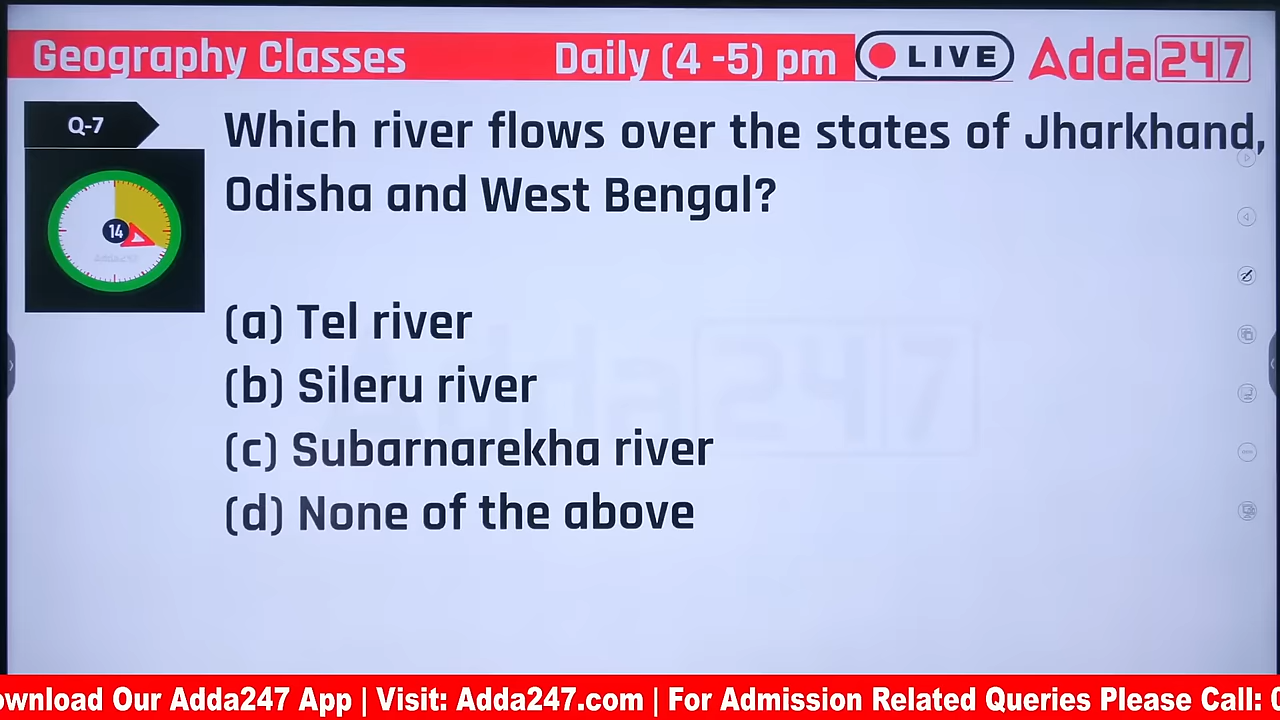 Geography Classes Daily (4 -5) pm LIVE Adda247
Q-7
Which river flows over the states of Jharkhand,
Odisha and West Bengal?
14
Adda247
(a) Tel river
(b) Sileru river
(c) Subarnarekha river
(d) None of the above
Adda247
ownload Our Adda247 App | Visit: Adda247.com | For Admission Related Queries Please Call: